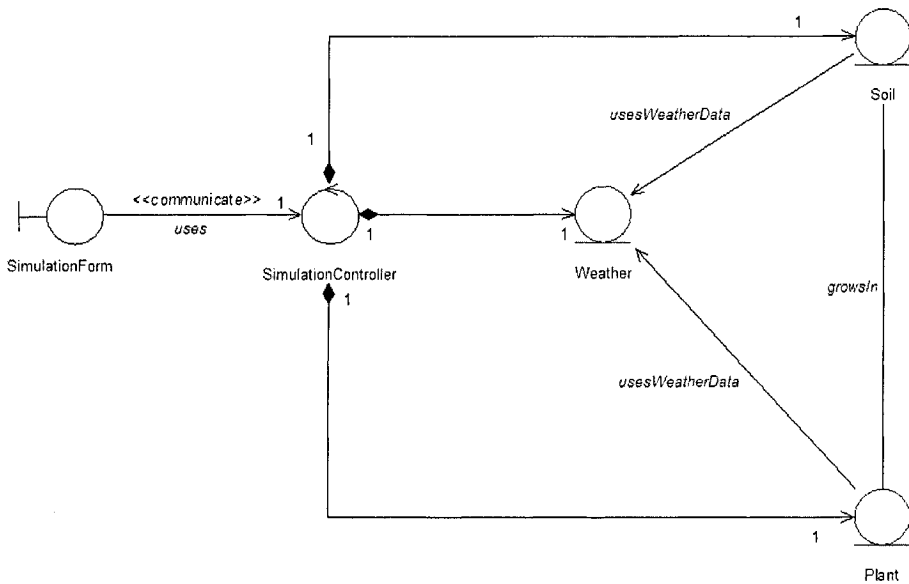 1
Soil
usesWeatherData
1
<<communicate>>
1
uses
1
1
SimulationForm
SimulationController
Weather
1
growsIn
usesWeatherData
1
Plant